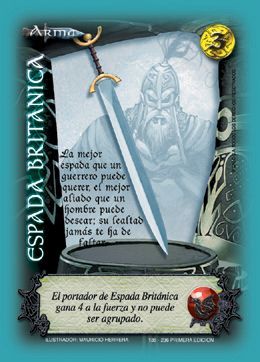 Arma
3
ESPADA BRITANICA
La mejor
espada que un
guerrero puede
querer, el mejor
aliado que un
hombre puede
desear; su lealtad
jamás te ha de
faltar.
El portador de Espada Británica
gana 4 a la fuerza y no puede
ser agrupado.
ILUSTRADOR: MAURICIO HERRERA
PRIMERA EDICION